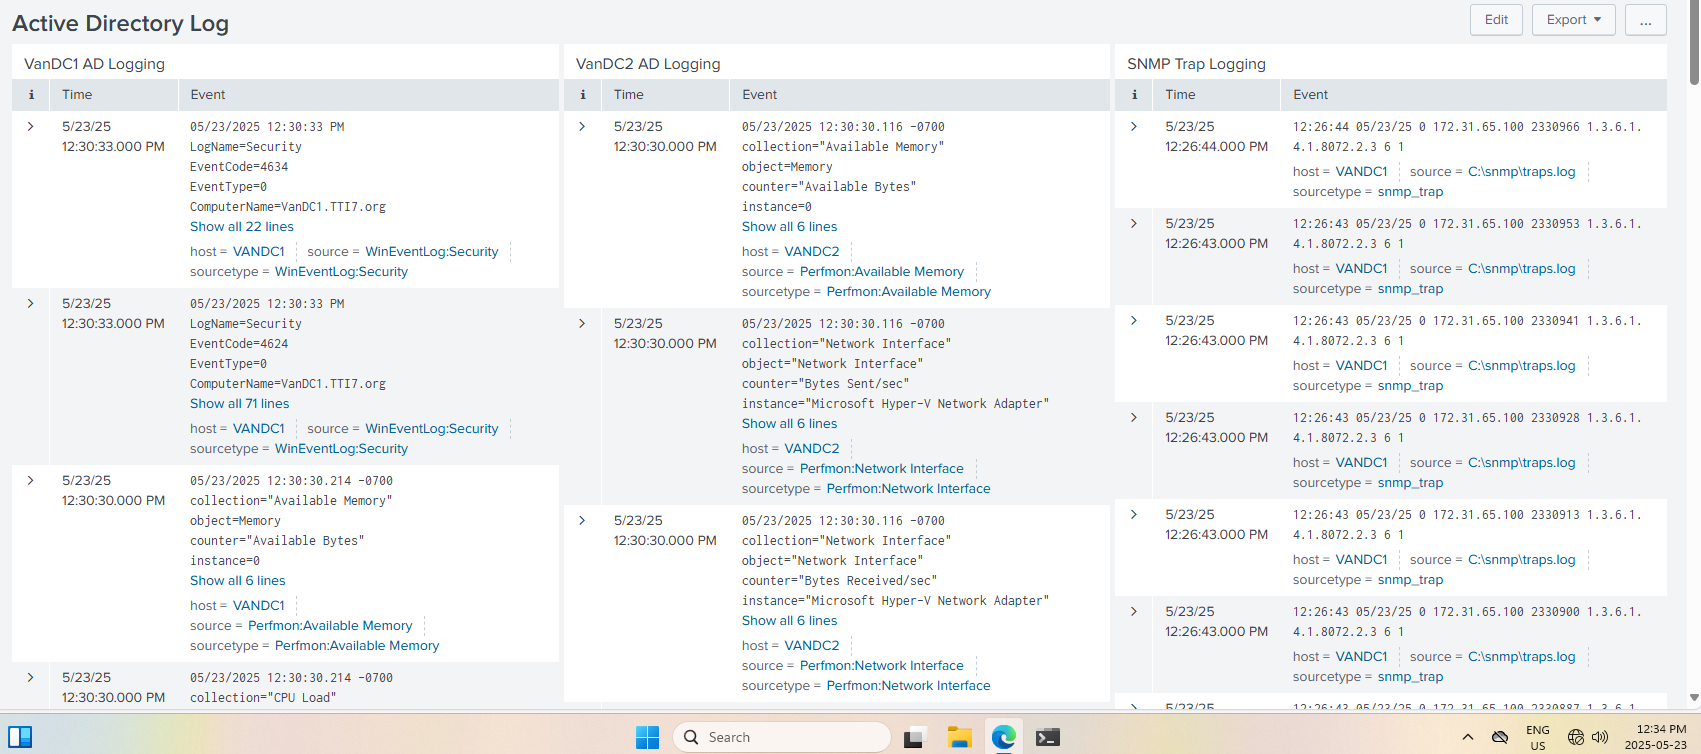 Active Directory Log
Edit
Export
...
VanDC1 AD Logging
i Time Event
5/23/25
12:30:33.000 PM
05/23/2025 12:30:33 PM
LogName=Security
EventCode=4634
EventType=0
ComputerName=VanDC1.TTI7.org
Show all 22 lines
host = VANDC1 source = WinEventLog:Security
sourcetype = WinEventLog:Security
5/23/25
12:30:33.000 PM
05/23/2025 12:30:33 PM
LogName=Security
EventCode=4624
EventType=0
ComputerName=VanDC1.TTI7.org
Show all 71 lines
host = VANDC1 source = WinEventLog:Security
sourcetype = WinEventLog:Security
5/23/25
12:30:30.000 PM
05/23/2025 12:30:30.214 -0700
collection="Available Memory"
object=Memory
counter="Available Bytes"
instance=0
Show all 6 lines
host = VANDC1
source = Perfmon:Available Memory
sourcetype = Perfmon:Available Memory
5/23/25
12:30:30.000 PM
05/23/2025 12:30:30.214 -0700
collection="CPU Load"
VanDC2 AD Logging
i Time Event
5/23/25
12:30:30.000 PM
05/23/2025 12:30:30.116 -0700
collection="Available Memory"
object=Memory
counter="Available Bytes"
instance=0
Show all 6 lines
host = VANDC2
source = Perfmon:Available Memory
sourcetype = Perfmon:Available Memory
5/23/25
12:30:30.000 PM
05/23/2025 12:30:30.116 -0700
collection="Network Interface"
object="Network Interface"
counter="Bytes Sent/sec"
instance="Microsoft Hyper-V Network Adapter"
Show all 6 lines
host = VANDC2
source = Perfmon:Network Interface
sourcetype = Perfmon:Network Interface
5/23/25
12:30:30.000 PM
05/23/2025 12:30:30.116 -0700
collection="Network Interface"
object="Network Interface"
counter="Bytes Received/sec"
instance="Microsoft Hyper-V Network Adapter"
Show all 6 lines
host = VANDC2
source = Perfmon:Network Interface
sourcetype = Perfmon:Network Interface
SNMP Trap Logging
i Time Event
5/23/25
12:26:44.000 PM
12:26:44 05/23/25 0 172.31.65.100 2330966 1.3.6.1.
4.1.8072.2.3 6 1
host = VANDC1 source = C:\snmp\traps.log
sourcetype = snmp_trap
5/23/25
12:26:43.000 PM
12:26:43 05/23/25 0 172.31.65.100 2330953 1.3.6.1.
4.1.8072.2.3 6 1
host = VANDC1 source = C:\snmp\traps.log
sourcetype = snmp_trap
5/23/25
12:26:43.000 PM
12:26:43 05/23/25 0 172.31.65.100 2330941 1.3.6.1.
4.1.8072.2.3 6 1
host = VANDC1 source = C:\snmp\traps.log
sourcetype = snmp_trap
5/23/25
12:26:43.000 PM
12:26:43 05/23/25 0 172.31.65.100 2330928 1.3.6.1.
4.1.8072.2.3 6 1
host = VANDC1 source = C:\snmp\traps.log
sourcetype = snmp_trap
5/23/25
12:26:43.000 PM
12:26:43 05/23/25 0 172.31.65.100 2330913 1.3.6.1.
4.1.8072.2.3 6 1
host = VANDC1 source = C:\snmp\traps.log
sourcetype = snmp_trap
5/23/25
12:26:43.000 PM
12:26:43 05/23/25 0 172.31.65.100 2330900 1.3.6.1.
4.1.8072.2.3 6 1
host = VANDC1 source = C:\snmp\traps.log
sourcetype = snmp_trap
5/23/25
12:26:43 05/23/25 0 172.31.65.100 2330887 1.3.6.1.
Search
ENG
US
12:34 PM
2025-05-23